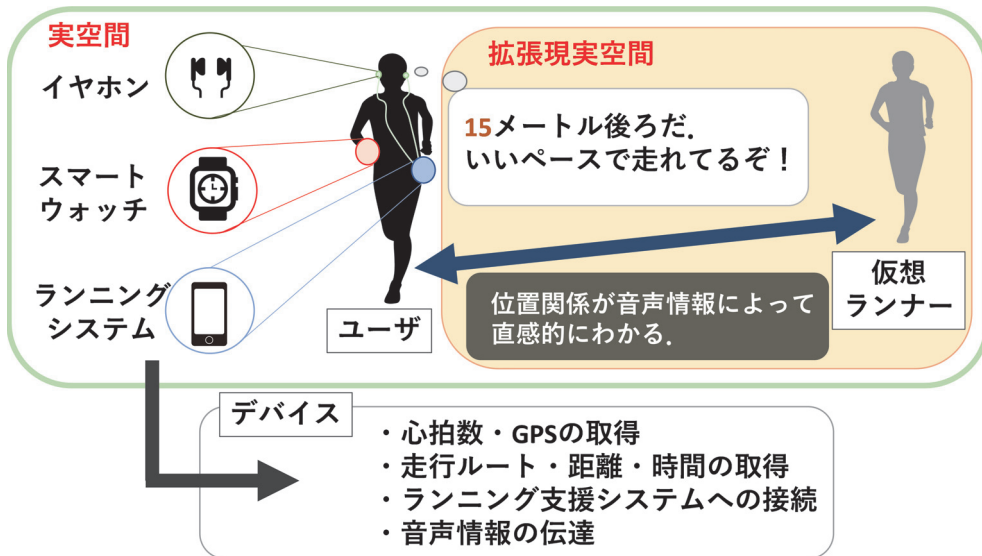 実空間
イヤホン
スマート
ウォッチ
ランニング
システム
ユーザ
拡張現実空間
15メートル後ろだ.
いいペースで走れてるぞ！
位置関係が音声情報によって
直感的にわかる.
仮想
ランナー
デバイス
・心拍数・GPSの取得
・走行ルート・距離・時間の取得
・ランニング支援システムへの接続
・音声情報の伝達